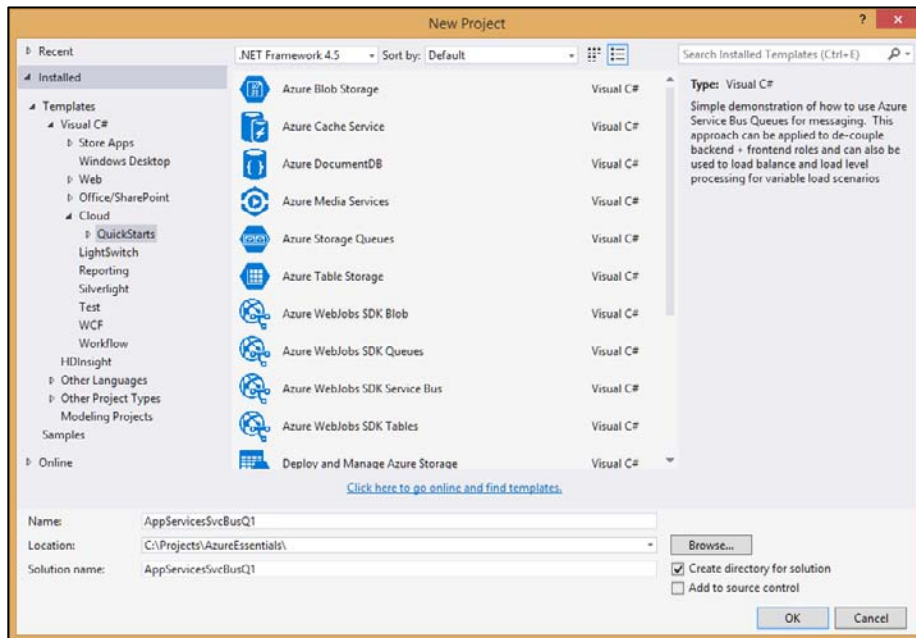 New Project
? ×
Recent
.NET Framework 4.5 Sort by: Default
Search Installed Templates (Ctrl+E)
Installed
Templates
Visual C#
Store Apps
Windows Desktop
Web
Office/SharePoint
Cloud
QuickStarts
LightSwitch
Reporting
Silverlight
Test
WCF
Workflow
HDInsight
Other Languages
Other Project Types
Modeling Projects
Samples
Online
Azure Blob Storage Visual C#
Azure Cache Service Visual C#
Azure DocumentDB Visual C#
Azure Media Services Visual C#
Azure Storage Queues Visual C#
Azure Table Storage Visual C#
Azure WebJobs SDK Blob Visual C#
Azure WebJobs SDK Queues Visual C#
Azure WebJobs SDK Service Bus Visual C#
Azure WebJobs SDK Tables Visual C#
Deploy and Manage Azure Storage Visual C#
Click here to go online and find templates.
Type: Visual C#
Simple demonstration of how to use Azure
Service Bus Queues for messaging. This
approach can be applied to de-couple
backend + frontend roles and can also be
used to load balance and load level
processing for variable load scenarios
Name: AppServicesSvcBusQ1
Location: C:\Projects\AzureEssentials\
Browse...
Solution name: AppServicesSvcBusQ1
Create directory for solution
Add to source control
OK Cancel